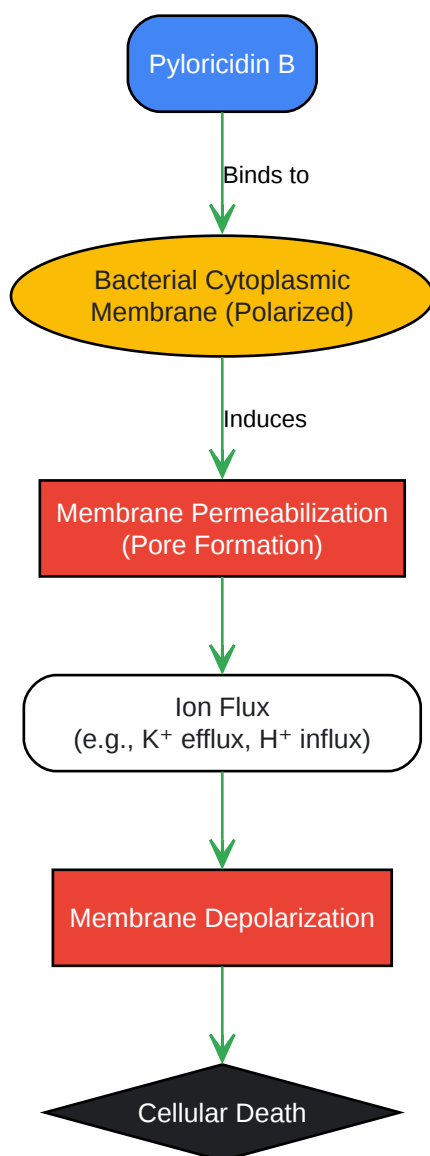 Pyloricidin B
Binds to
Bacterial Cytoplasmic
Membrane (Polarized)
Induces
Membrane Permeabilization
(Pore Formation)
Ion Flux
(e.g., K⁺ efflux, H⁺ influx)
Membrane Depolarization
Cellular Death